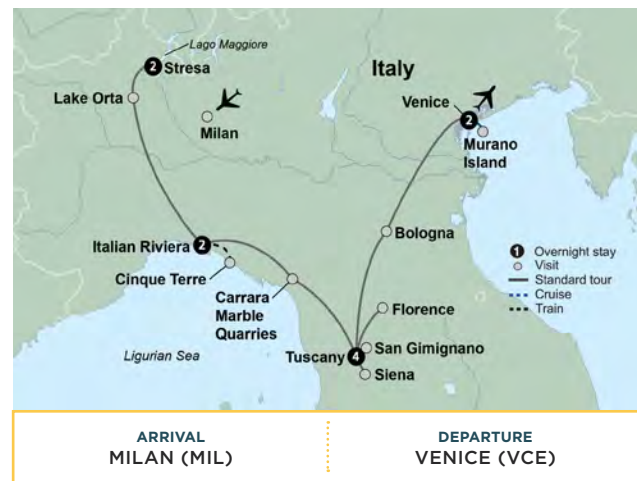 Lago Maggiore
2
Stresa
Italy
Lake Orta
Milan
Venice
2
Murano
Island
Italian Riviera
2
Cinque Terre
Bologna
Carrara
Marble
Quarries
Florence
Ligurian Sea
Tuscany
4
San Gimignano
Siena
1 Overnight stay
Visit
Standard tour
Cruise
Train
ARRIVAL
MILAN (MIL)
DEPARTURE
VENICE (VCE)